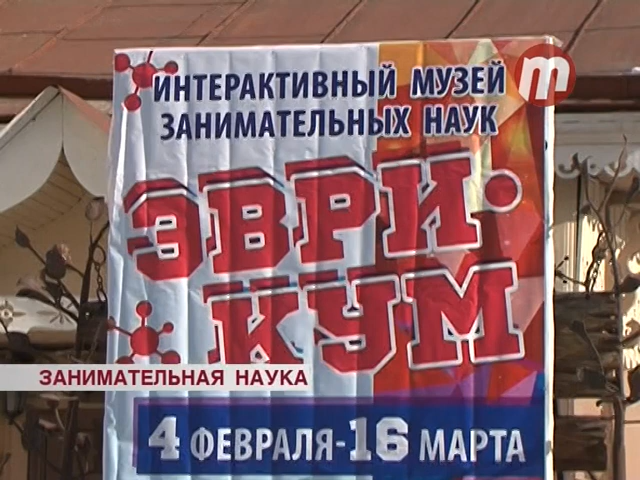 ИНТЕРАКТИВНЫЙ МУЗЕЙ
ЗАНИМАТЕЛЬНЫХ НАУК
ЭВРИ·
КУМ
ЗАНИМАТЕЛЬНАЯ НАУКА
4 ФЕВРАЛЯ-16 МАРТА
m